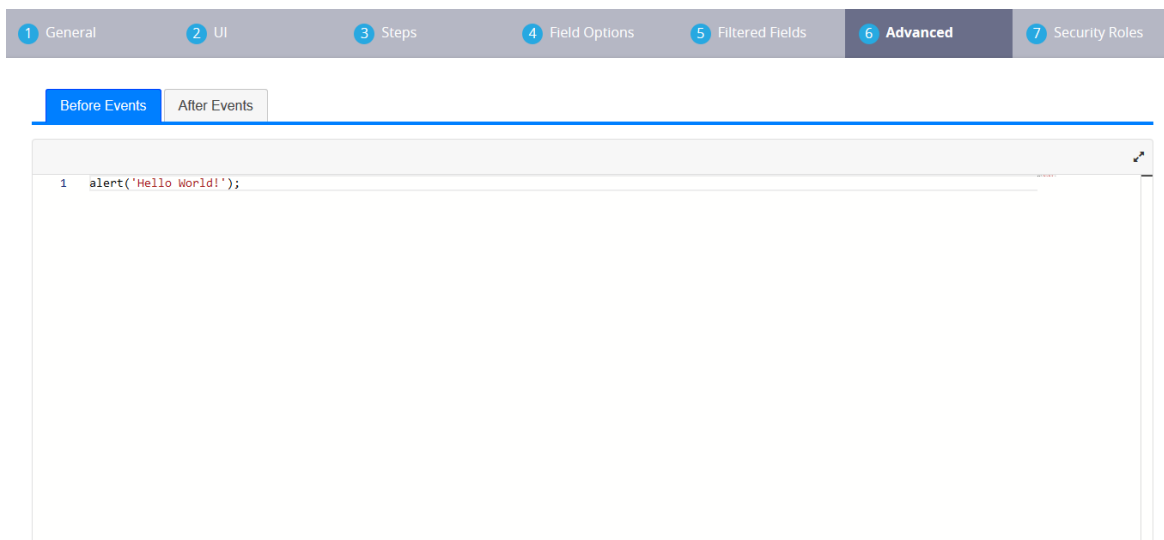 1 General 2 UI 3 Steps 4 Field Options 5 Filtered Fields 6 Advanced 7 Security Roles
Before Events After Events
1 alert('Hello World!');